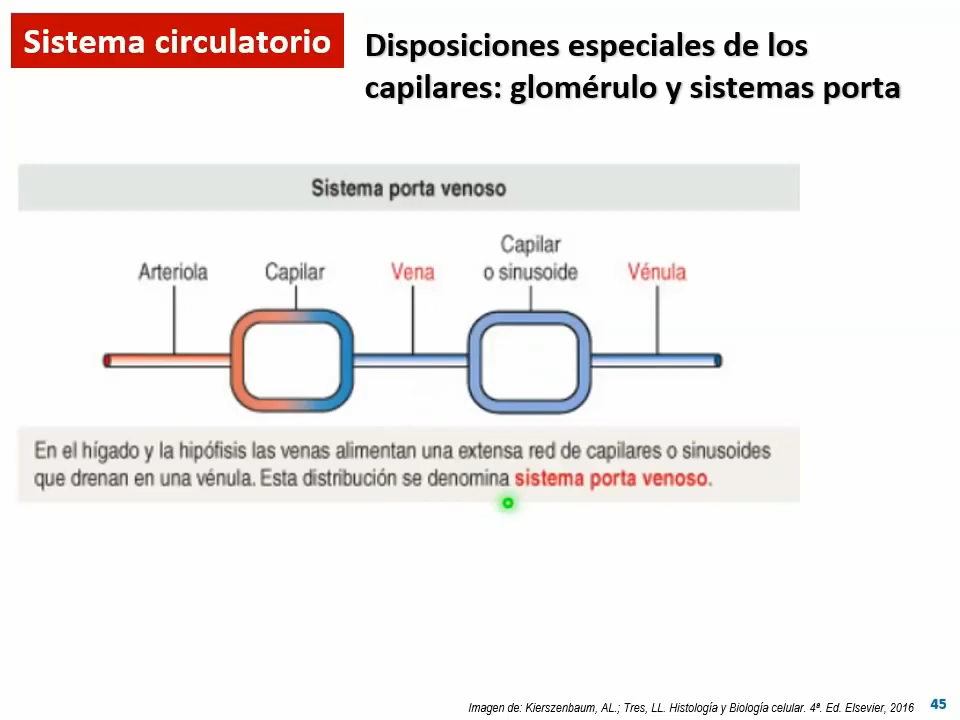 Sistema circulatorio
Disposiciones especiales de los
capilares: glomérulo y sistemas porta
Sistema porta venoso
Arteriola
Capilar
Vena
Capilar
o sinusoide
Vénula
En el hígado y la hipófisis las venas alimentan una extensa red de capilares o sinusoides
que drenan en una vénula. Esta distribución se denomina sistema porta venoso.
Imagen de: Kierszenbaum, AL.; Tres, LL. Histología y Biología celular. 4ª. Ed. Elsevier, 2016
45